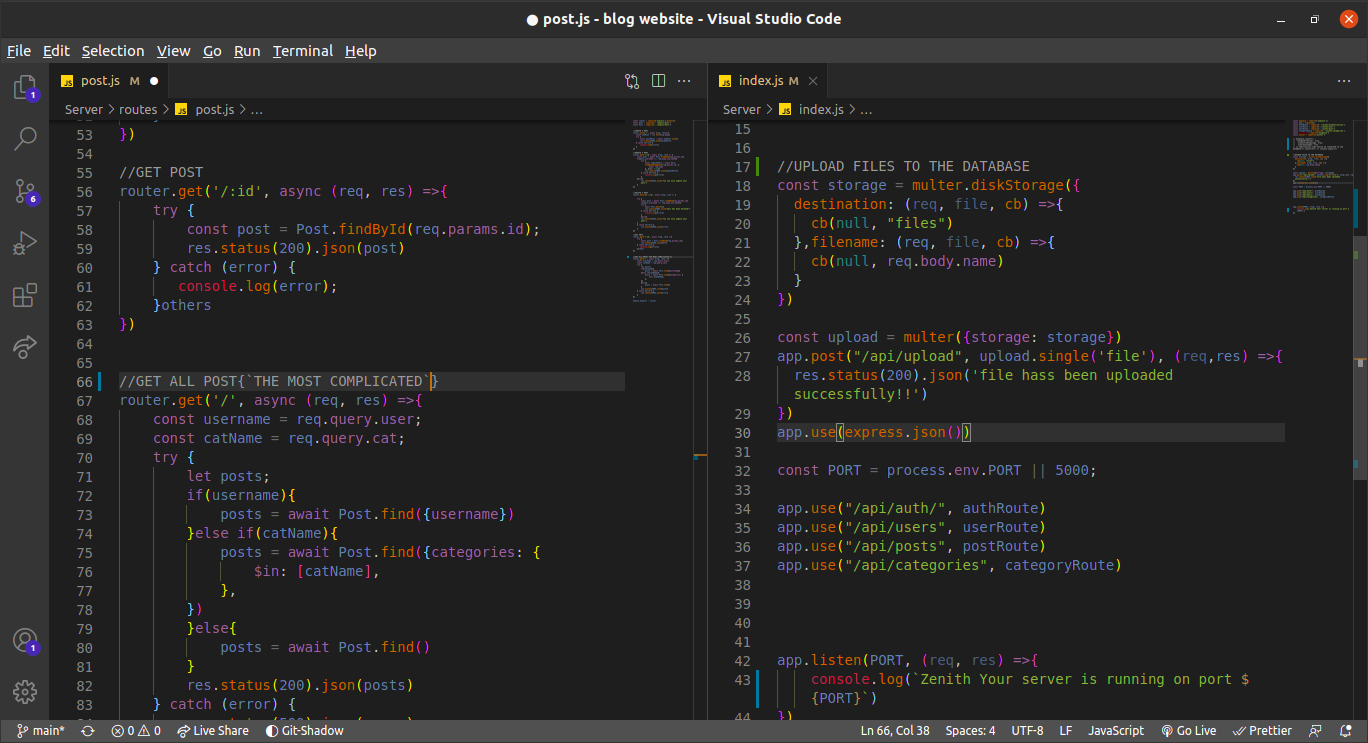 ● post.js - blog website - Visual Studio Code
File Edit Selection View Go Run Terminal Help
JS post.js M ●
Server > routes > JS post.js > ...
53 })
54
55 //GET POST
56 router.get('/:id', async (req, res) =>{
57 try {
58 const post = Post.findById(req.params.id);
59 res.status(200).json(post)
60 } catch (error) {
61 console.log(error);
62 }others
63 })
64
65
66 //GET ALL POST{`THE MOST COMPLICATED`}
67 router.get('/', async (req, res) =>{
68 const username = req.query.user;
69 const catName = req.query.cat;
70 try {
71 let posts;
72 if(username){
73 posts = await Post.find({username})
74 }else if(catName){
75 posts = await Post.find({categories: {
76 $in: [catName],
77 },
78 })
79 }else{
80 posts = await Post.find()
81 }
82 res.status(200).json(posts)
83 } catch (error) {
JS index.js M
Server > JS index.js > ...
15
16
17 //UPLOAD FILES TO THE DATABASE
18 const storage = multer.diskStorage({
19 destination: (req, file, cb) =>{
20 cb(null, "files")
21 },filename: (req, file, cb) =>{
22 cb(null, req.body.name)
23 }
24 })
25
26 const upload = multer({storage: storage})
27 app.post("/api/upload", upload.single('file'), (req,res) =>{
28 res.status(200).json('file hass been uploaded
successfully!!')
29 })
30 app.use(express.json())
31
32 const PORT = process.env.PORT || 5000;
33
34 app.use("/api/auth/", authRoute)
35 app.use("/api/users", userRoute)
36 app.use("/api/posts", postRoute)
37 app.use("/api/categories", categoryRoute)
38
39
40
41
42 app.listen(PORT, (req, res) =>{
43 console.log(`Zenith Your server is running on port $
{PORT}`)
44 })
1
6
1
main* 0 0 Live Share Git-Shadow Ln 66, Col 38 Spaces: 4 UTF-8 LF JavaScript Go Live Prettier